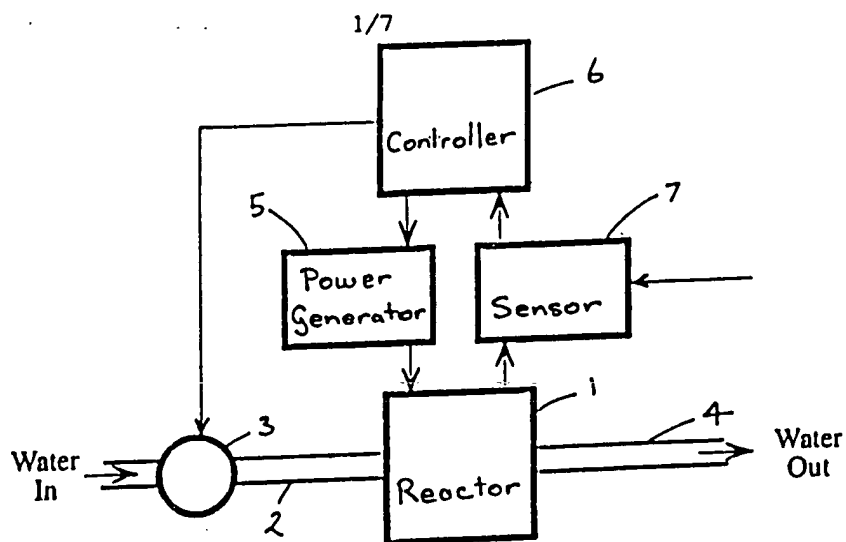 1/7
6
Controller
7
5
Power
Generator
Sensor
1
4
3
Water
In
Water
Out
Reactor
2